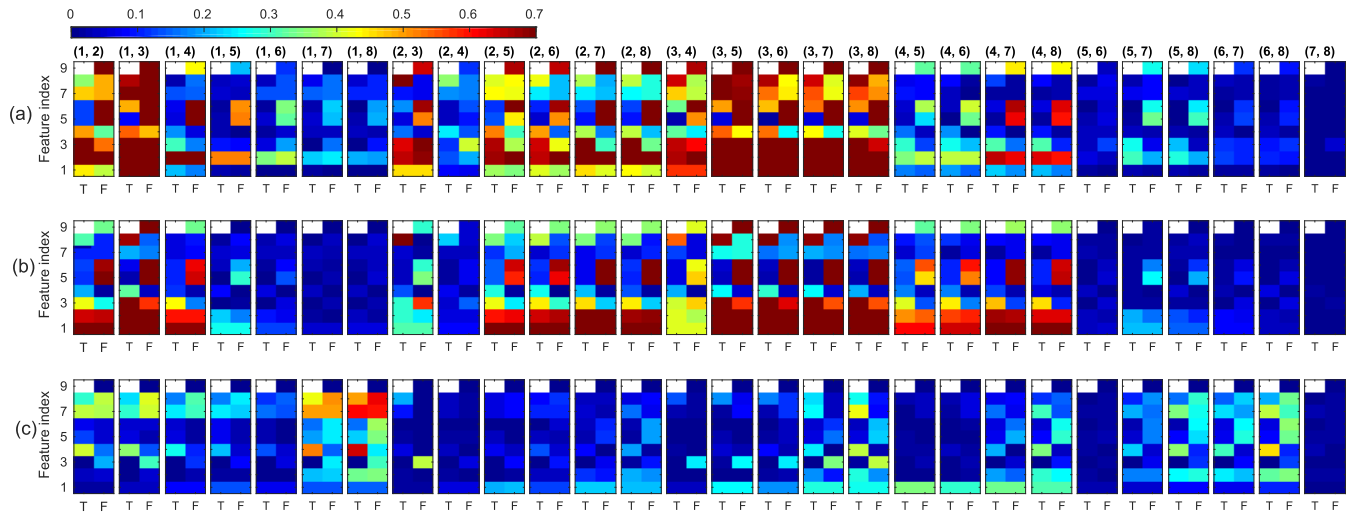 0 0.1 0.2 0.3 0.4 0.5 0.6 0.7
(1, 2) (1, 3) (1, 4) (1, 5) (1, 6) (1, 7) (1, 8) (2, 3) (2, 4) (2, 5) (2, 6) (2, 7) (2, 8) (3, 4) (3, 5) (3, 6) (3, 7) (3, 8) (4, 5) (4, 6) (4, 7) (4, 8) (5, 6) (5, 7) (5, 8) (6, 7) (6, 8) (7, 8)
(a)
Feature index
9
7
5
3
1
T F T F T F T F T F T F T F T F T F T F T F T F T F T F T F T F T F T F T F T F T F T F T F T F T F T F T F T F
(b)
Feature index
9
7
5
3
1
T F T F T F T F T F T F T F T F T F T F T F T F T F T F T F T F T F T F T F T F T F T F T F T F T F T F T F T F
(c)
Feature index
9
7
5
3
1
T F T F T F T F T F T F T F T F T F T F T F T F T F T F T F T F T F T F T F T F T F T F T F T F T F T F T F T F